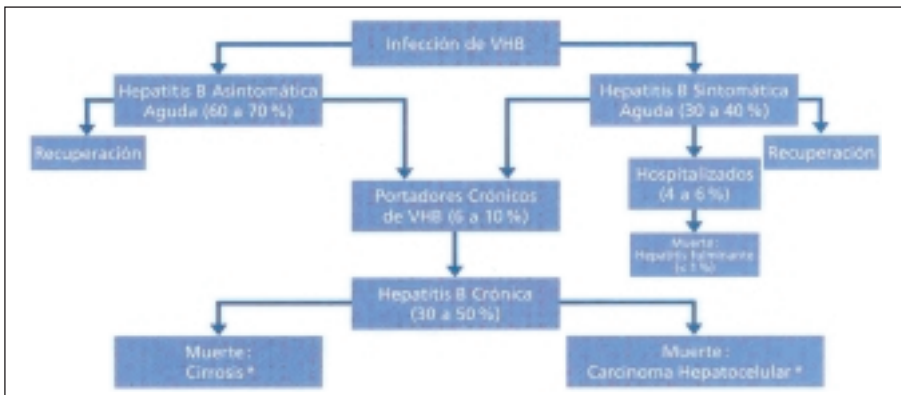 Infección de VHB
Hepatitis B Asintomática
Aguda (60 a 70 %)
Hepatitis B Sintomática
Aguda (30 a 40 %)
Recuperación
Hospitalizados
(4 a 6 %)
Recuperación
Portadores Crónicos
de VHB (6 a 10 %)
Muerte:
Hepatitis fulminante
(< 1 %)
Hepatitis B Crónica
(30 a 50 %)
Muerte:
Cirrosis *
Muerte:
Carcinoma Hepatocelular *